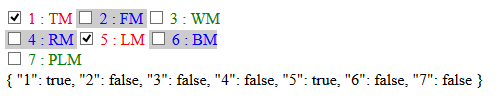 1 : TM 2 : FM 3 : WM
4 : RM 5 : LM 6 : BM
7 : PLM
{ "1": true, "2": false, "3": false, "4": false, "5": true, "6": false, "7": false }